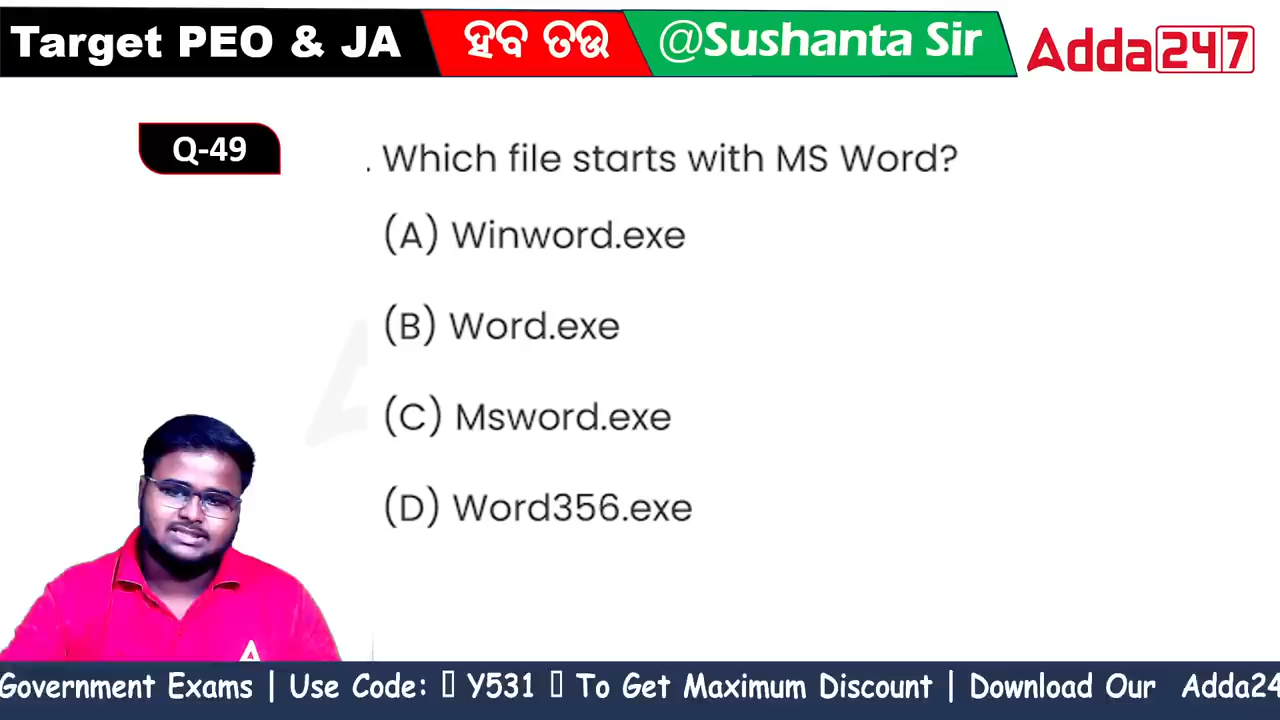 Target PEO & JA ହବ ତଉ @Sushanta Sir Adda247
Q-49
. Which file starts with MS Word?
(A) Winword.exe
(B) Word.exe
(C) Msword.exe
(D) Word356.exe
Government Exams | Use Code: Y531 To Get Maximum Discount | Download Our Adda24